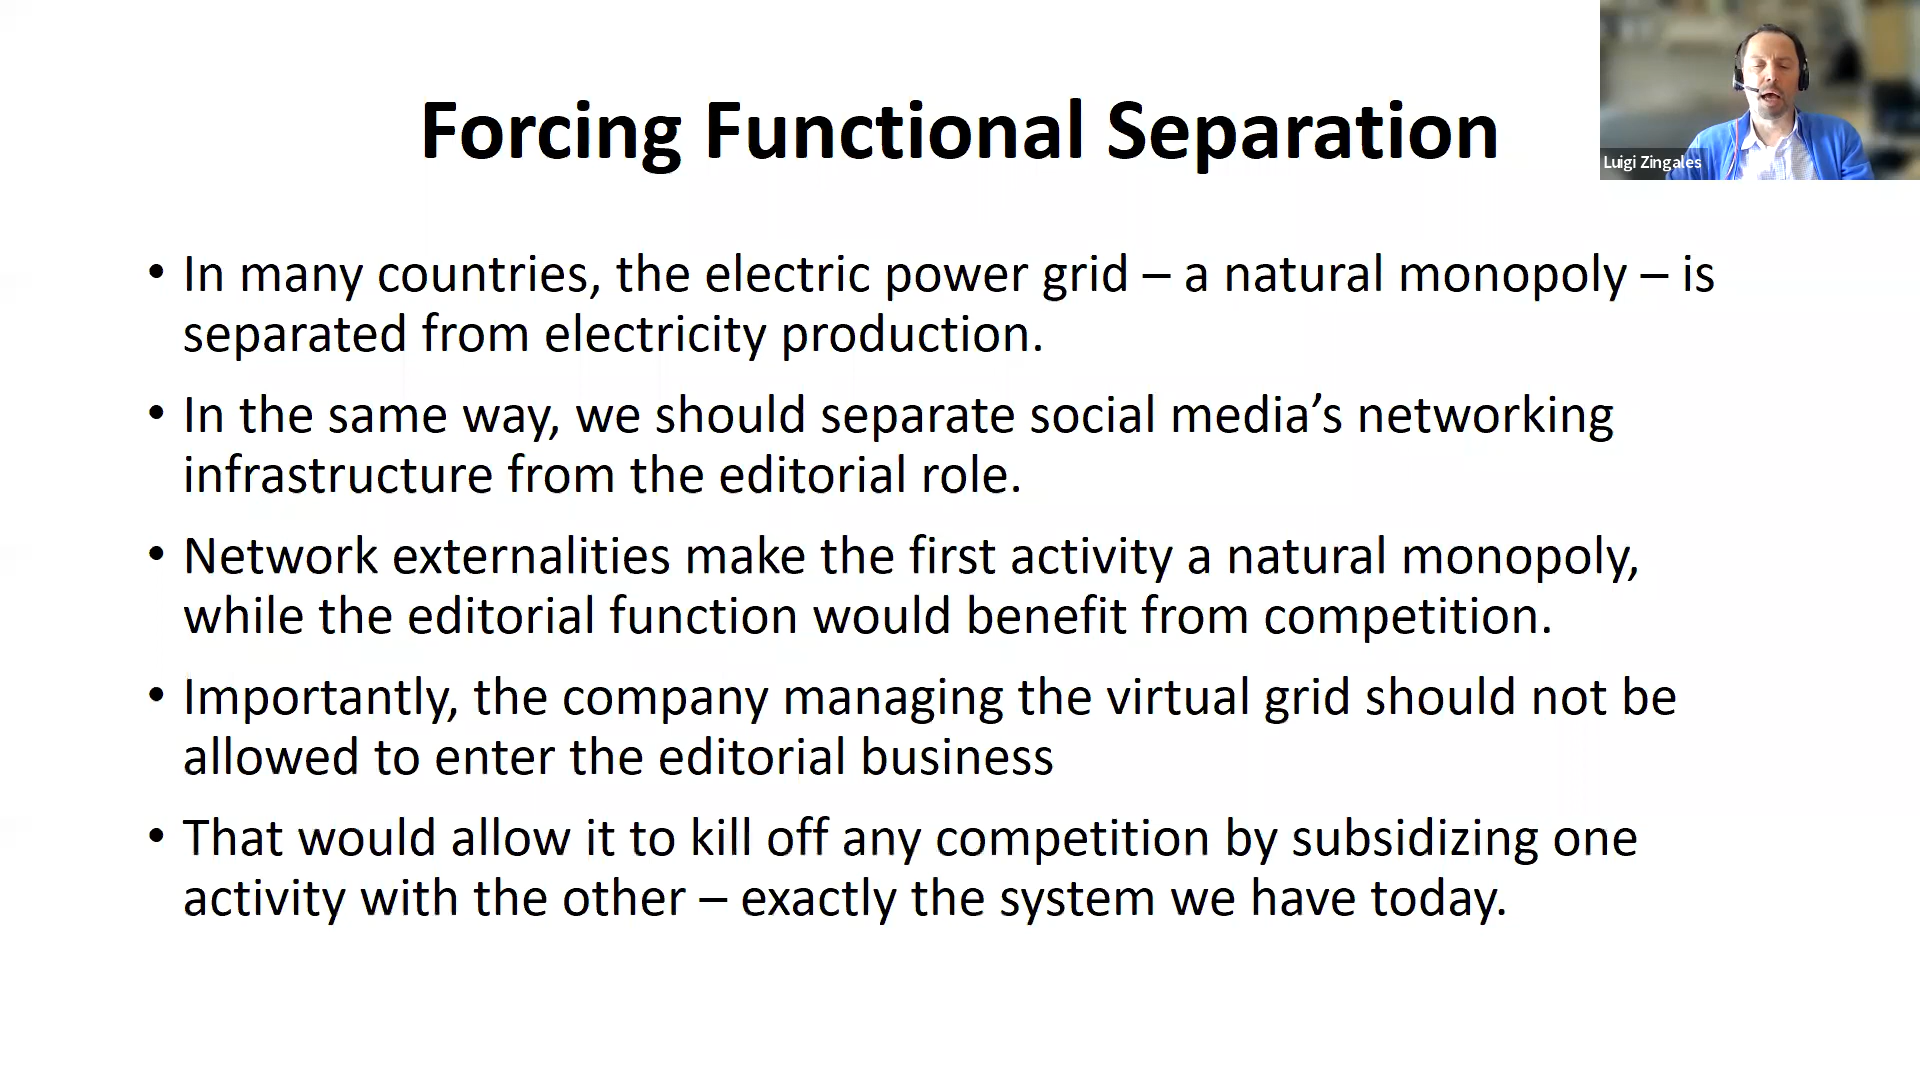 Forcing Functional Separation
Luigi Zingales
• In many countries, the electric power grid – a natural monopoly – is
separated from electricity production.
• In the same way, we should separate social media’s networking
infrastructure from the editorial role.
• Network externalities make the first activity a natural monopoly,
while the editorial function would benefit from competition.
• Importantly, the company managing the virtual grid should not be
allowed to enter the editorial business
• That would allow it to kill off any competition by subsidizing one
activity with the other – exactly the system we have today.